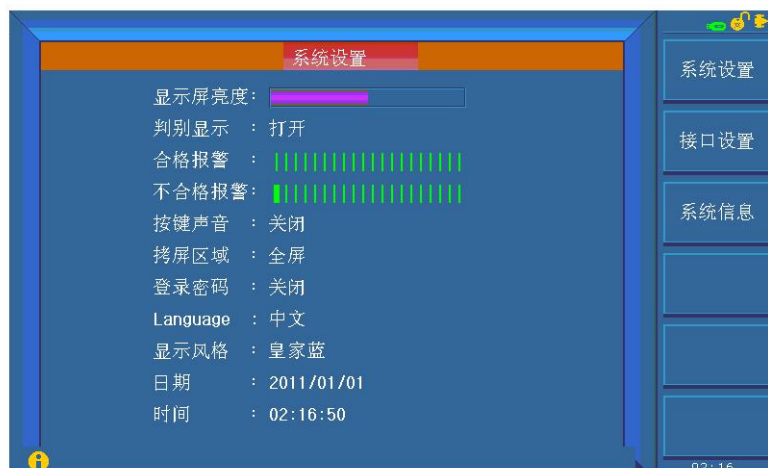 系统设置
显示屏亮度:
判别显示 : 打开
合格报警 :
不合格报警:
按键声音 : 关闭
拷屏区域 : 全屏
登录密码 : 关闭
Language : 中文
显示风格 : 皇家蓝
日期 : 2011/01/01
时间 : 02:16:50
系统设置
接口设置
系统信息
02:16